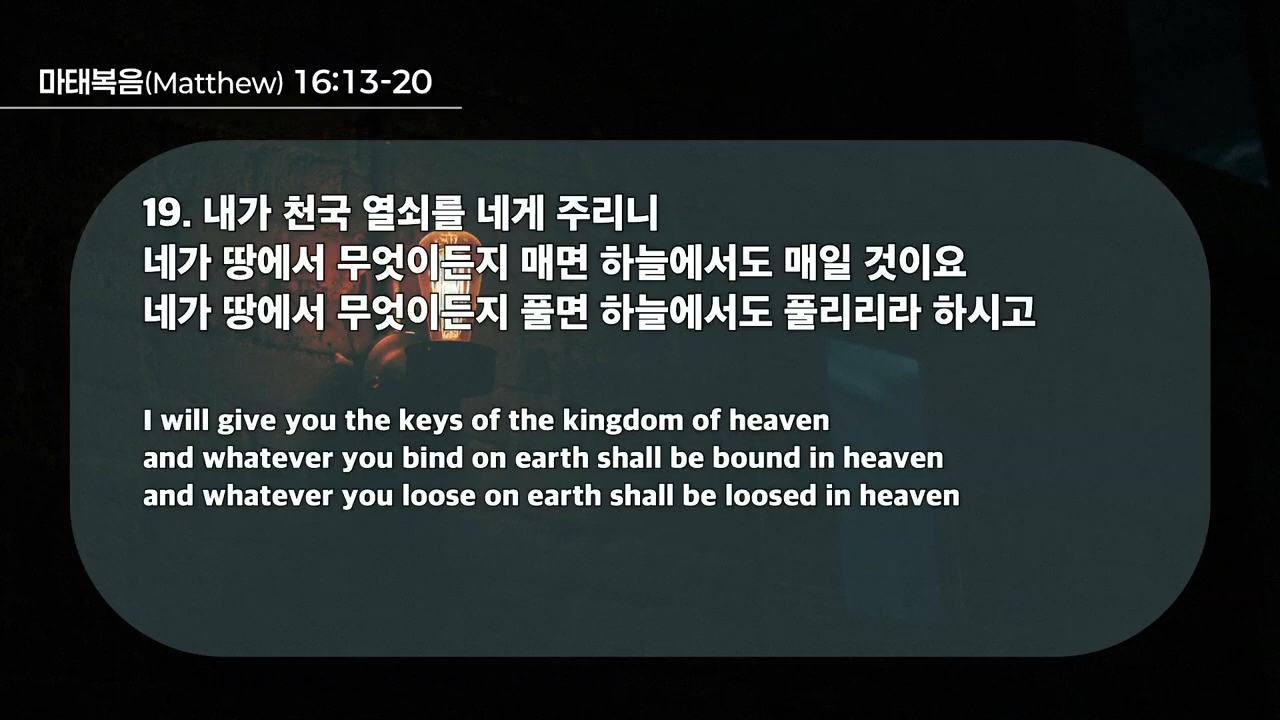 마태복음(Matthew) 16:13-20
19. 내가 천국 열쇠를 네게 주리니
네가 땅에서 무엇이든지 매면 하늘에서도 매일 것이요
네가 땅에서 무엇이든지 풀면 하늘에서도 풀리리라 하시고
I will give you the keys of the kingdom of heaven
and whatever you bind on earth shall be bound in heaven
and whatever you loose on earth shall be loosed in heaven